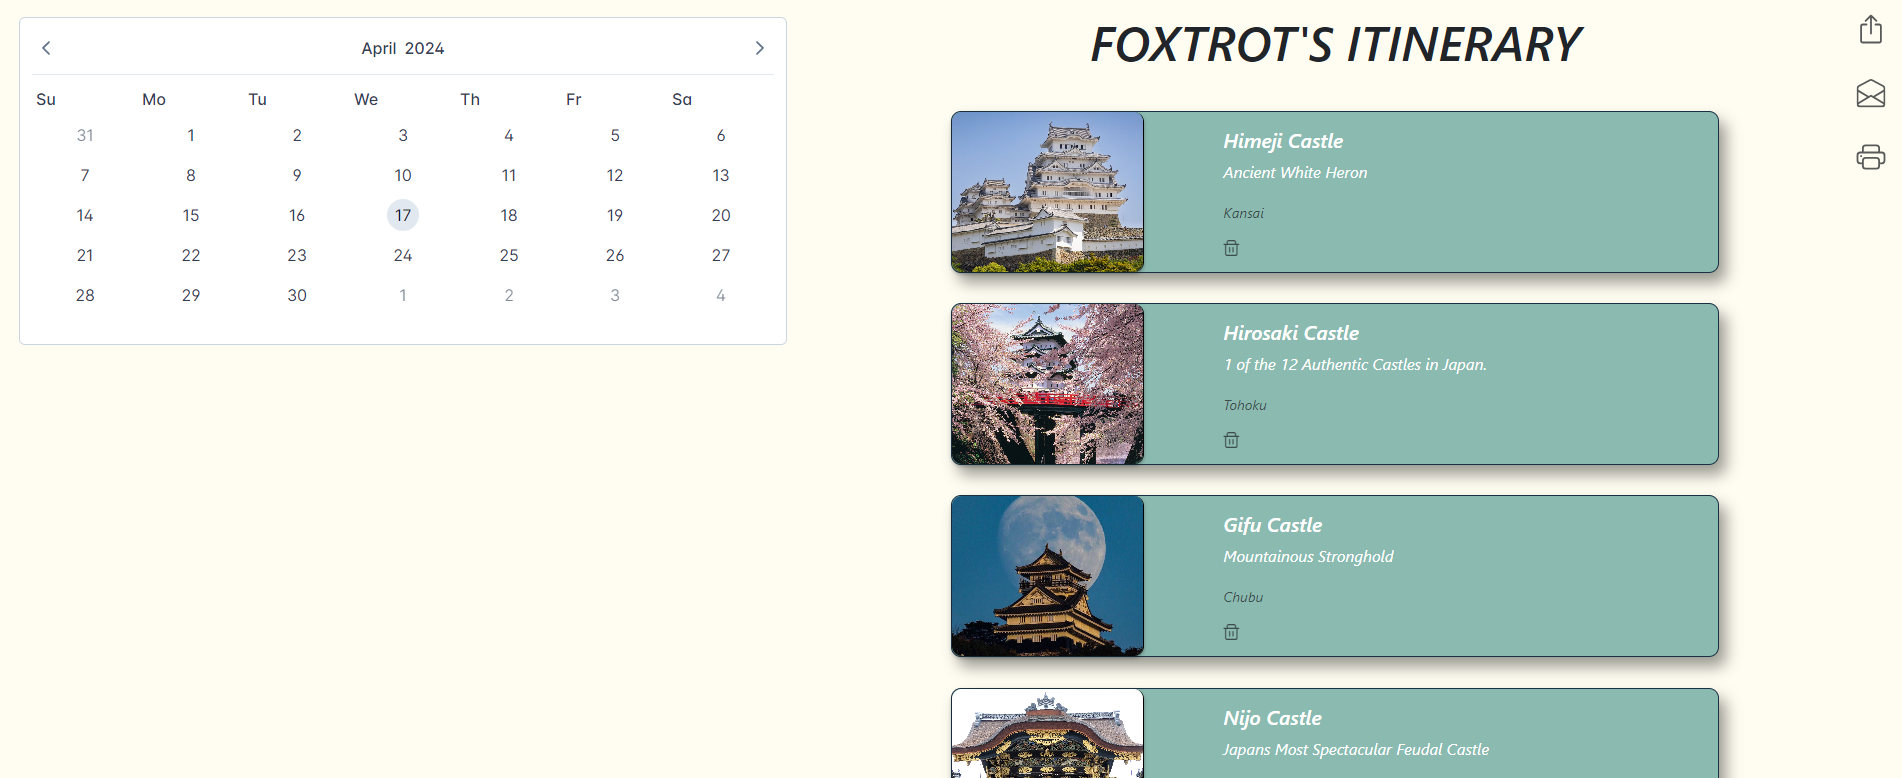 April 2024
Su Mo Tu We Th Fr Sa
31 1 2 3 4 5 6
7 8 9 10 11 12 13
14 15 16 17 18 19 20
21 22 23 24 25 26 27
28 29 30 1 2 3 4
FOXTROT'S ITINERARY
Himeji Castle
Ancient White Heron
Kansai
Hirosaki Castle
1 of the 12 Authentic Castles in Japan.
Tohoku
Gifu Castle
Mountainous Stronghold
Chubu
Nijo Castle
Japans Most Spectacular Feudal Castle